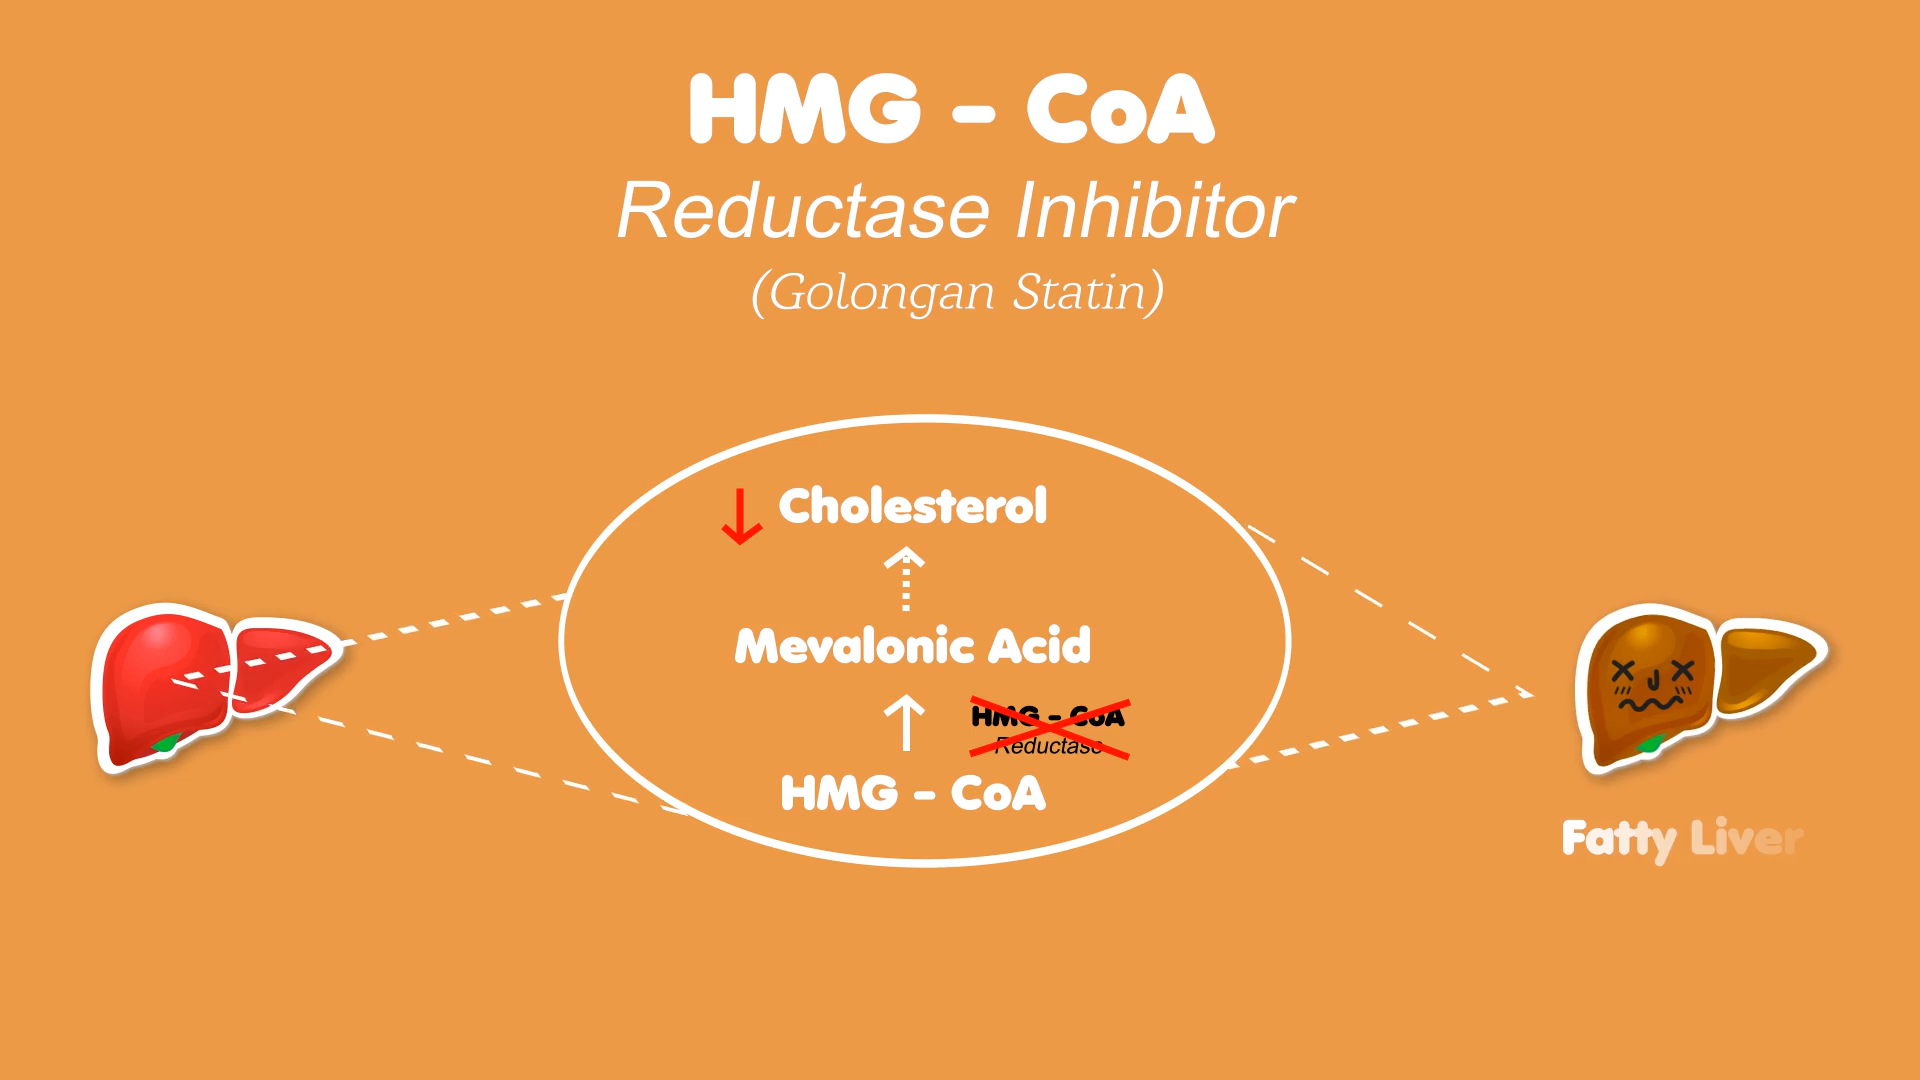 HMG - CoA
Reductase Inhibitor
(Golongan Statin)
Cholesterol
Mevalonic Acid
HMG - CoA
Reductase
HMG - CoA
Fatty Liver